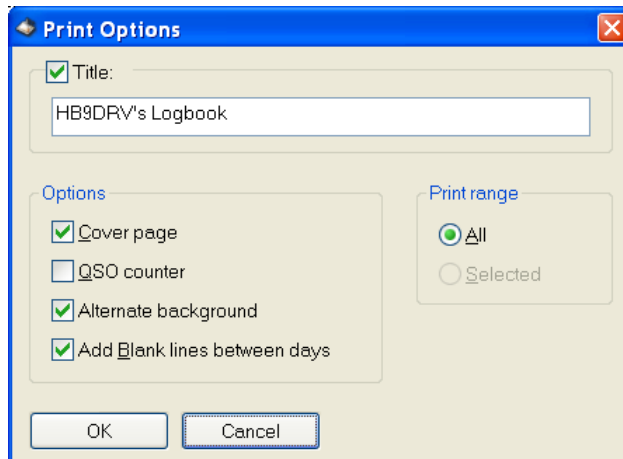 Print Options
Title:
HB9DRV's Logbook
Options
Cover page
QSO counter
Alternate background
Add Blank lines between days
Print range
All
Selected
OK
Cancel